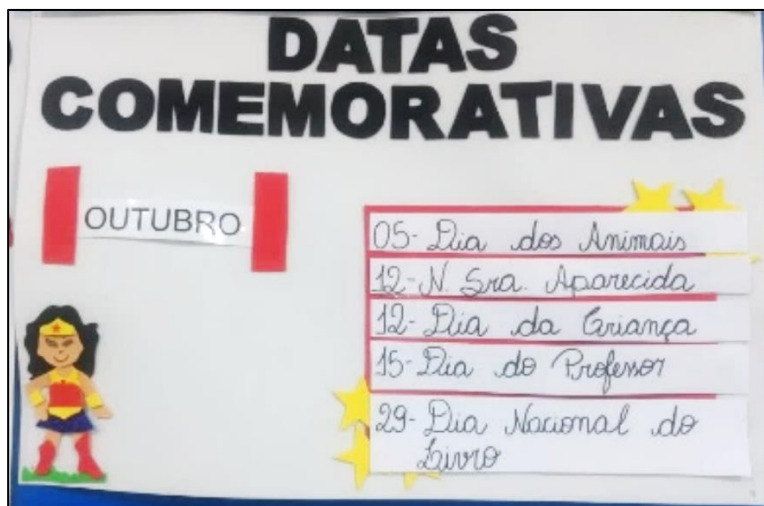 DATAS
COMEMORATIVAS
OUTUBRO
05- Dia dos Animais
12- N. Sra. Aparecida
12- Dia da Criança
15- Dia do Professor
29- Dia Nacional do
Livro